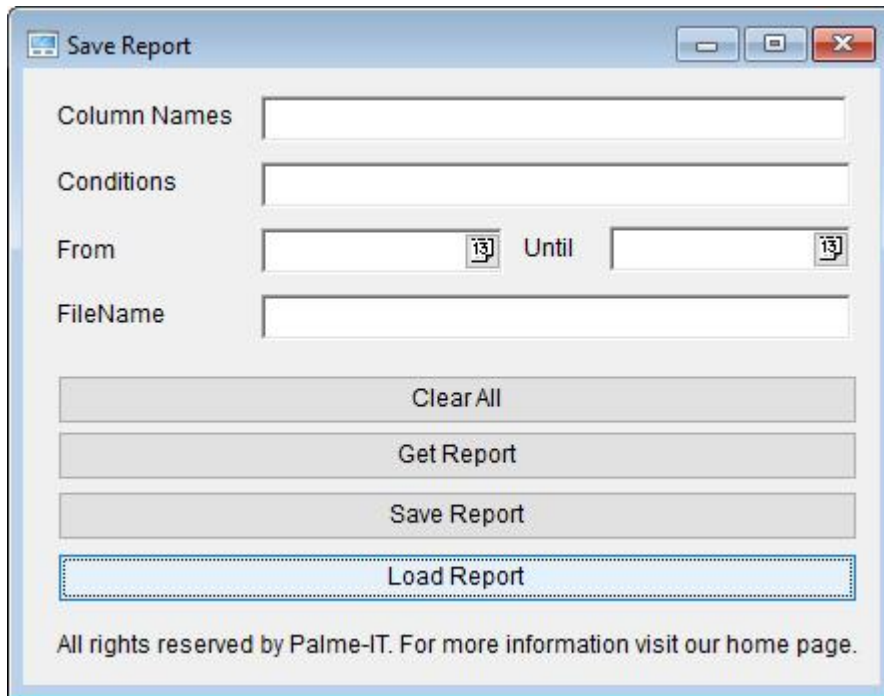 Save Report
Column Names
Conditions
From 13 Until 13
FileName
Clear All
Get Report
Save Report
Load Report
All rights reserved by Palme-IT. For more information visit our home page.